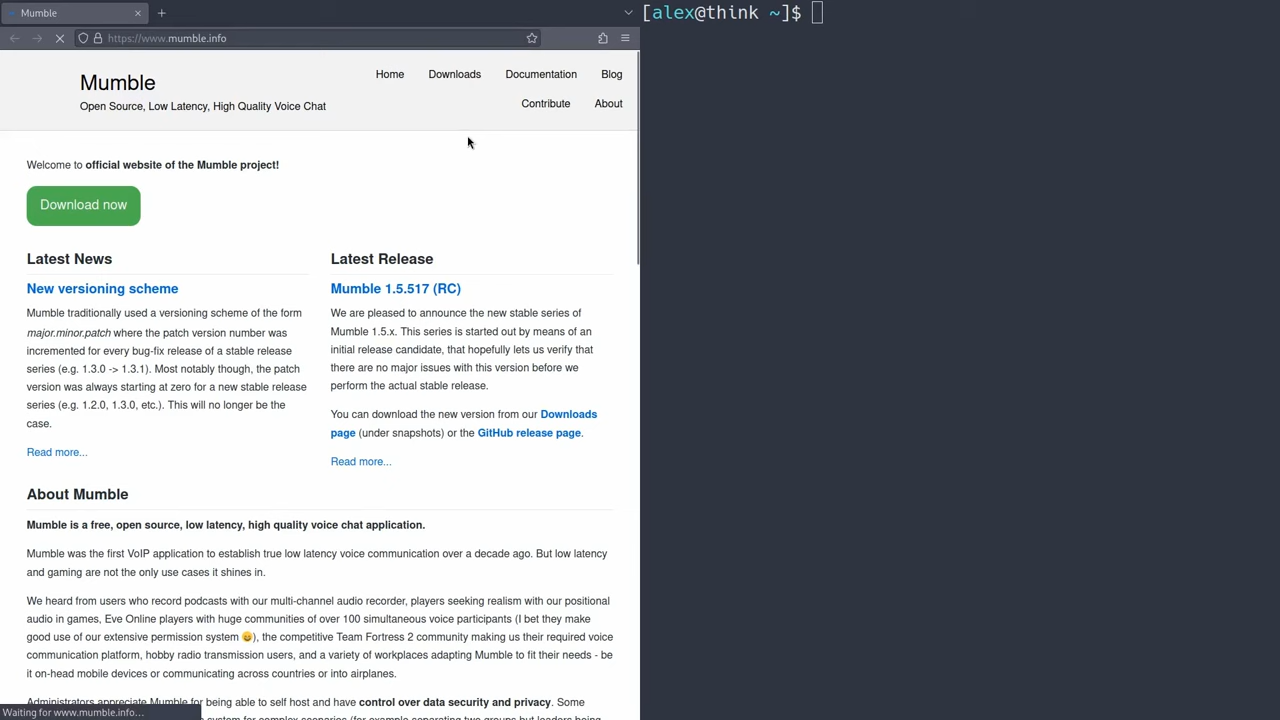 Mumble
https://www.mumble.info
[alex@think ~]$
Mumble
Open Source, Low Latency, High Quality Voice Chat
Home Downloads Documentation Blog
Contribute About
Welcome to official website of the Mumble project!
Download now
Latest News
New versioning scheme
Mumble traditionally used a versioning scheme of the form
major.minor.patch where the patch version number was
incremented for every bug-fix release of a stable release
series (e.g. 1.3.0 -> 1.3.1). Most notably though, the patch
version was always starting at zero for a new stable release
series (e.g. 1.2.0, 1.3.0, etc.). This will no longer be the
case.
Read more...
Latest Release
Mumble 1.5.517 (RC)
We are pleased to announce the new stable series of
Mumble 1.5.x. This series is started out by means of an
initial release candidate, that hopefully lets us verify that
there are no major issues with this version before we
perform the actual stable release.
You can download the new version from our Downloads
page (under snapshots) or the GitHub release page.
Read more...
About Mumble
Mumble is a free, open source, low latency, high quality voice chat application.
Mumble was the first VoIP application to establish true low latency voice communication over a decade ago. But low latency
and gaming are not the only use cases it shines in.
We heard from users who record podcasts with our multi-channel audio recorder, players seeking realism with our positional
audio in games, Eve Online players with huge communities of over 100 simultaneous voice participants (I bet they make
good use of our extensive permission system 😄), the competitive Team Fortress 2 community making us their required voice
communication platform, hobby radio transmission users, and a variety of workplaces adapting Mumble to fit their needs - be
it on-head mobile devices or communicating across countries or into airplanes.
Administrators appreciate Mumble for being able to self host and have control over data security and privacy. Some
system for complex scenarios (for example separating two groups but leaders being
Waiting for www.mumble.info...